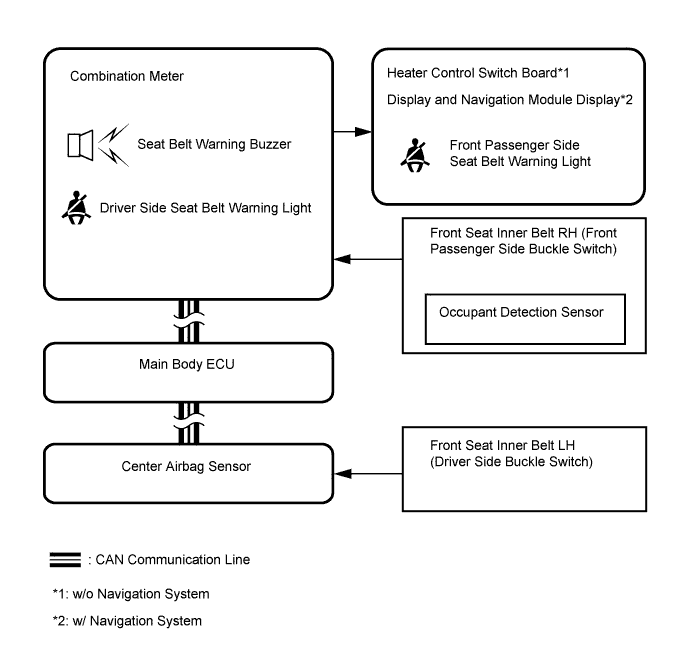 Combination Meter
Seat Belt Warning Buzzer
Driver Side Seat Belt Warning Light
Heater Control Switch Board*1
Display and Navigation Module Display*2
Front Passenger Side
Seat Belt Warning Light
Front Seat Inner Belt RH (Front
Passenger Side Buckle Switch)
Occupant Detection Sensor
Main Body ECU
Center Airbag Sensor
Front Seat Inner Belt LH
(Driver Side Buckle Switch)
: CAN Communication Line
*1: w/o Navigation System
*2: w/ Navigation System